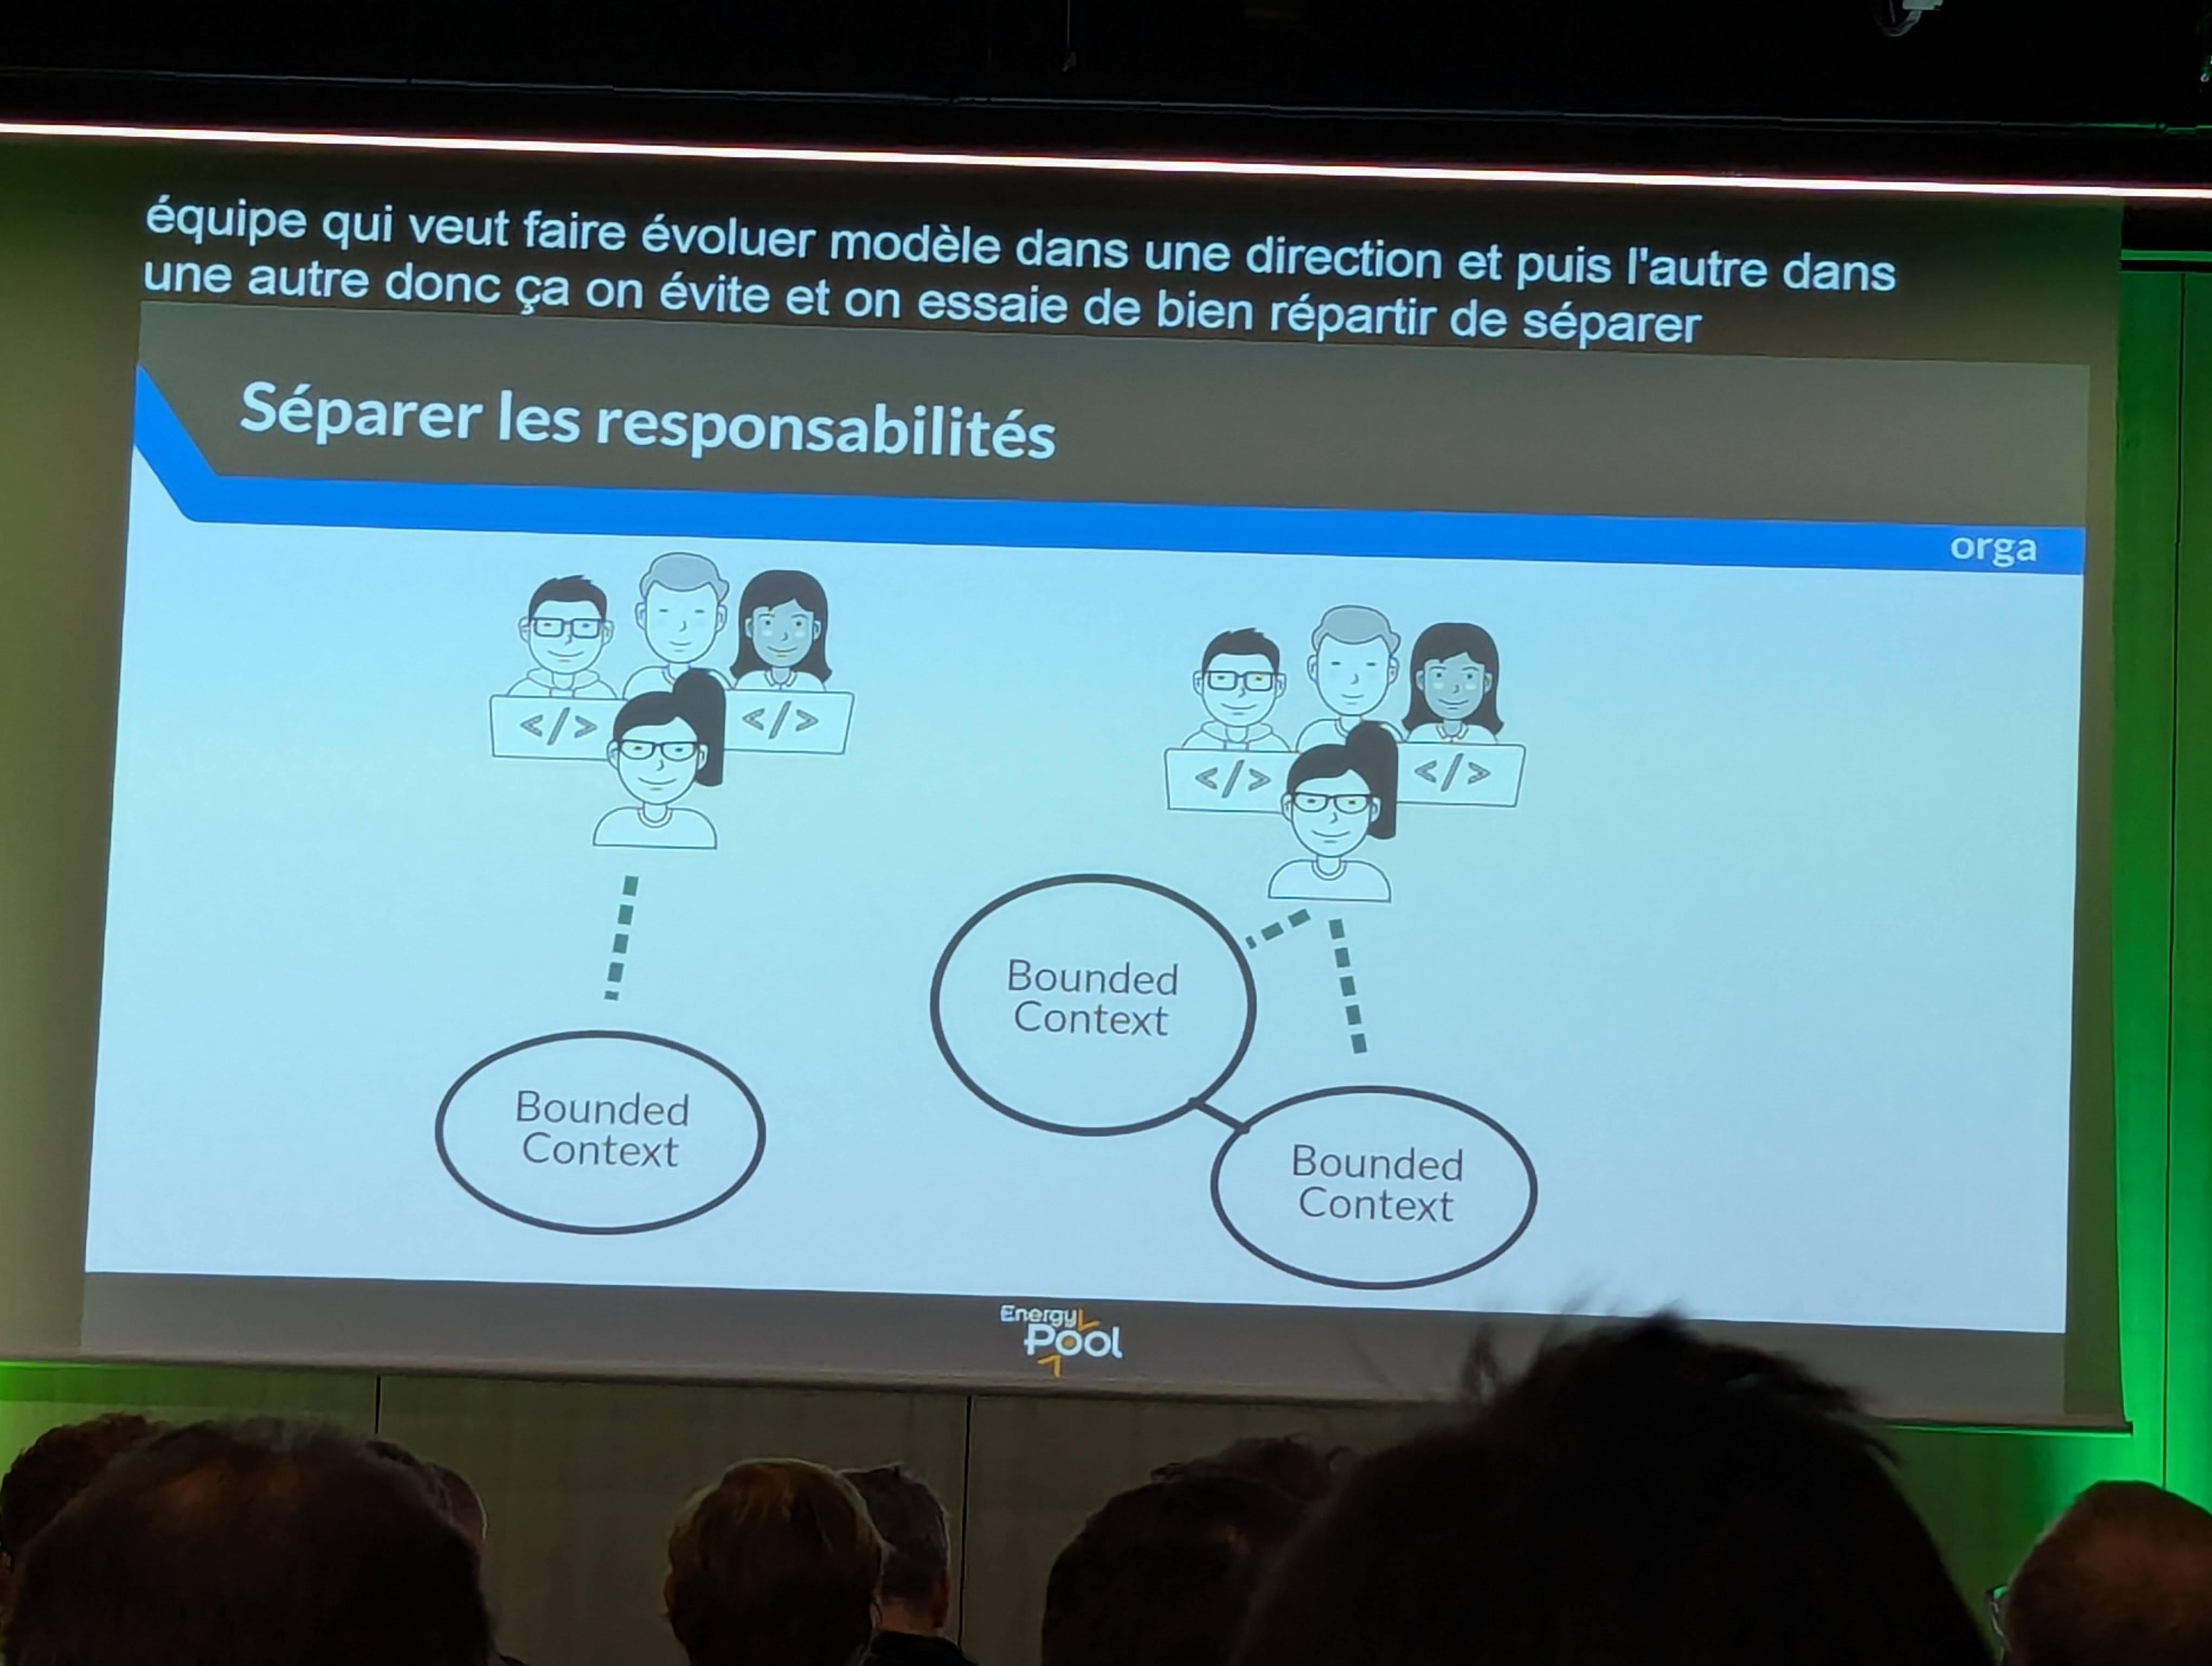 équipe qui veut faire évoluer modèle dans une direction et puis l'autre dans
une autre donc ça on évite et on essaie de bien répartir de séparer
Séparer les responsabilités
orga
</>
</>
</>
</>
Bounded
Context
Bounded
Context
Bounded
Context
Energy
Pool